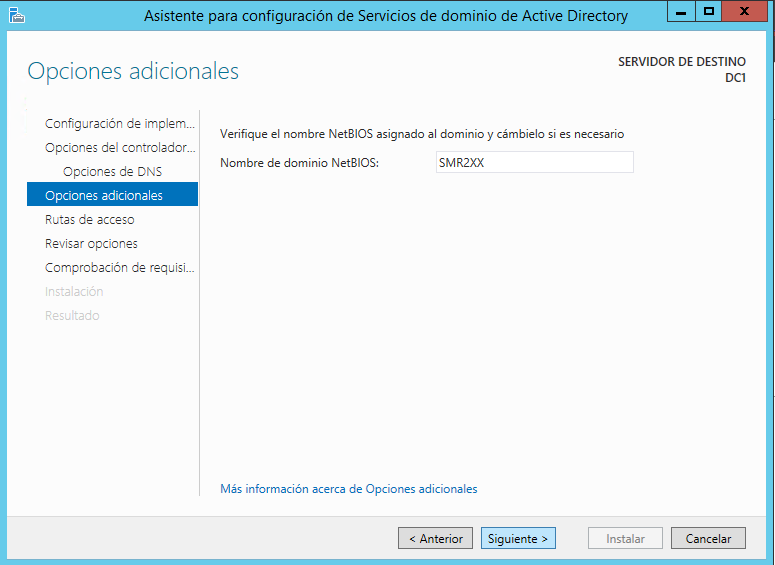 Asistente para configuración de Servicios de dominio de Active Directory
Opciones adicionales
SERVIDOR DE DESTINO
DC1
Configuración de implem...
Opciones del controlador...
Opciones de DNS
Opciones adicionales
Rutas de acceso
Revisar opciones
Comprobación de requisi...
Instalación
Resultado
Verifique el nombre NetBIOS asignado al dominio y cámbielo si es necesario
Nombre de dominio NetBIOS: SMR2XX
Más información acerca de Opciones adicionales
< Anterior Siguiente > Instalar Cancelar